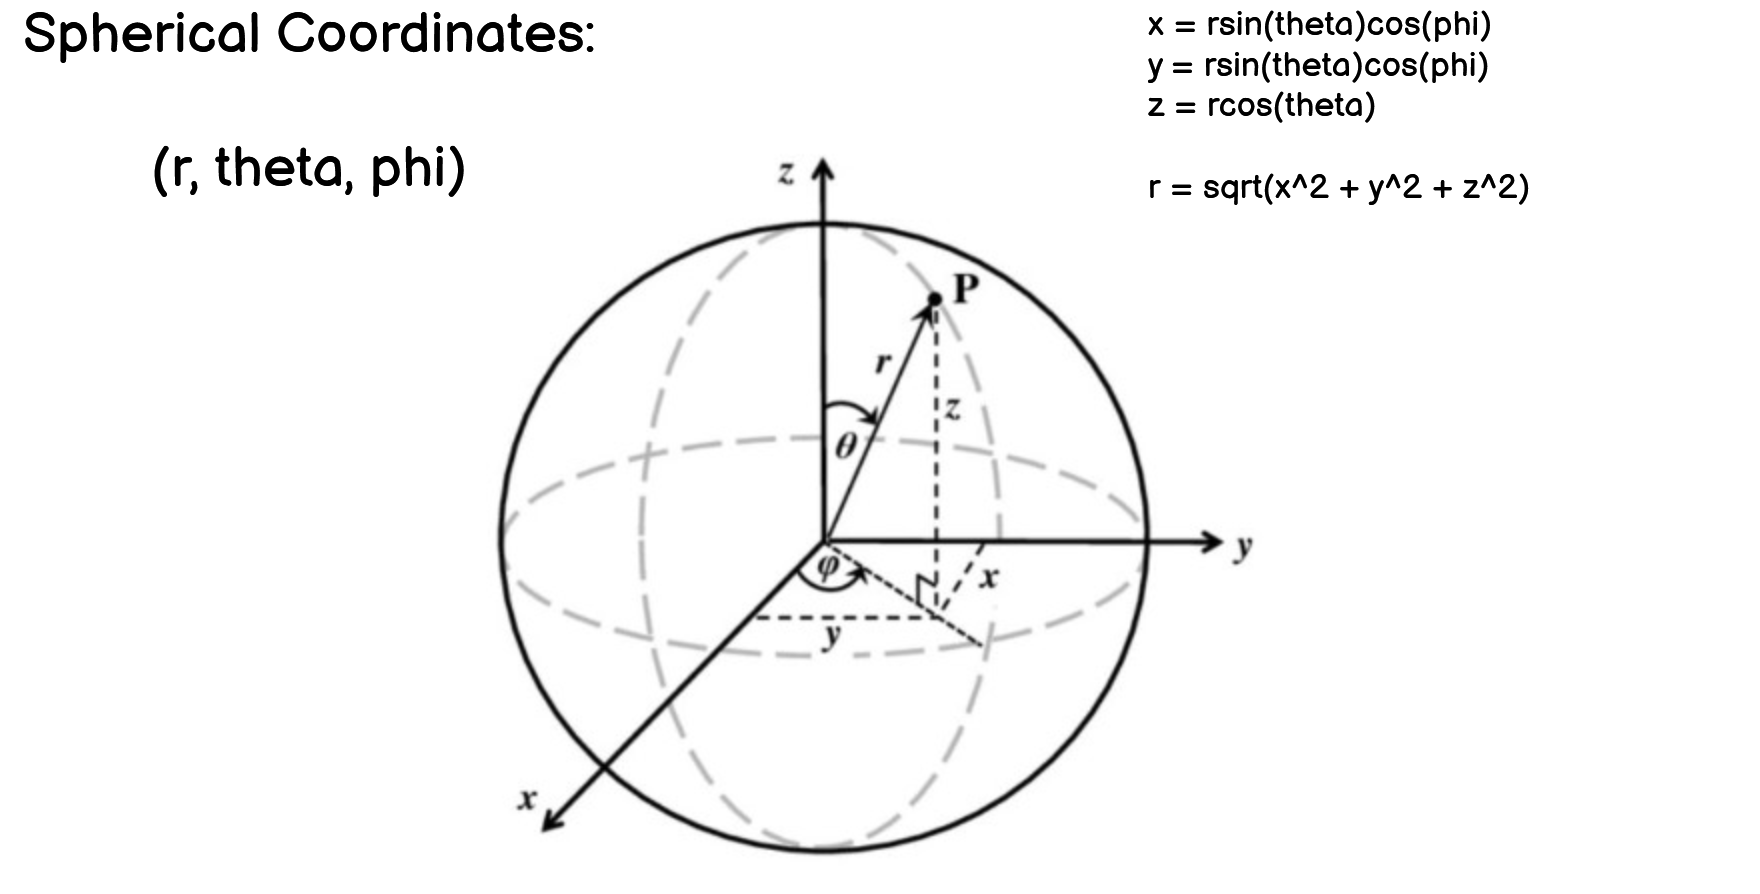 Spherical Coordinates:
(r, theta, phi)
x = rsin(theta)cos(phi)
y = rsin(theta)cos(phi)
z = rcos(theta)
r = sqrt(x^2 + y^2 + z^2)
z
P
r
z
θ
y
φ
x
y
x